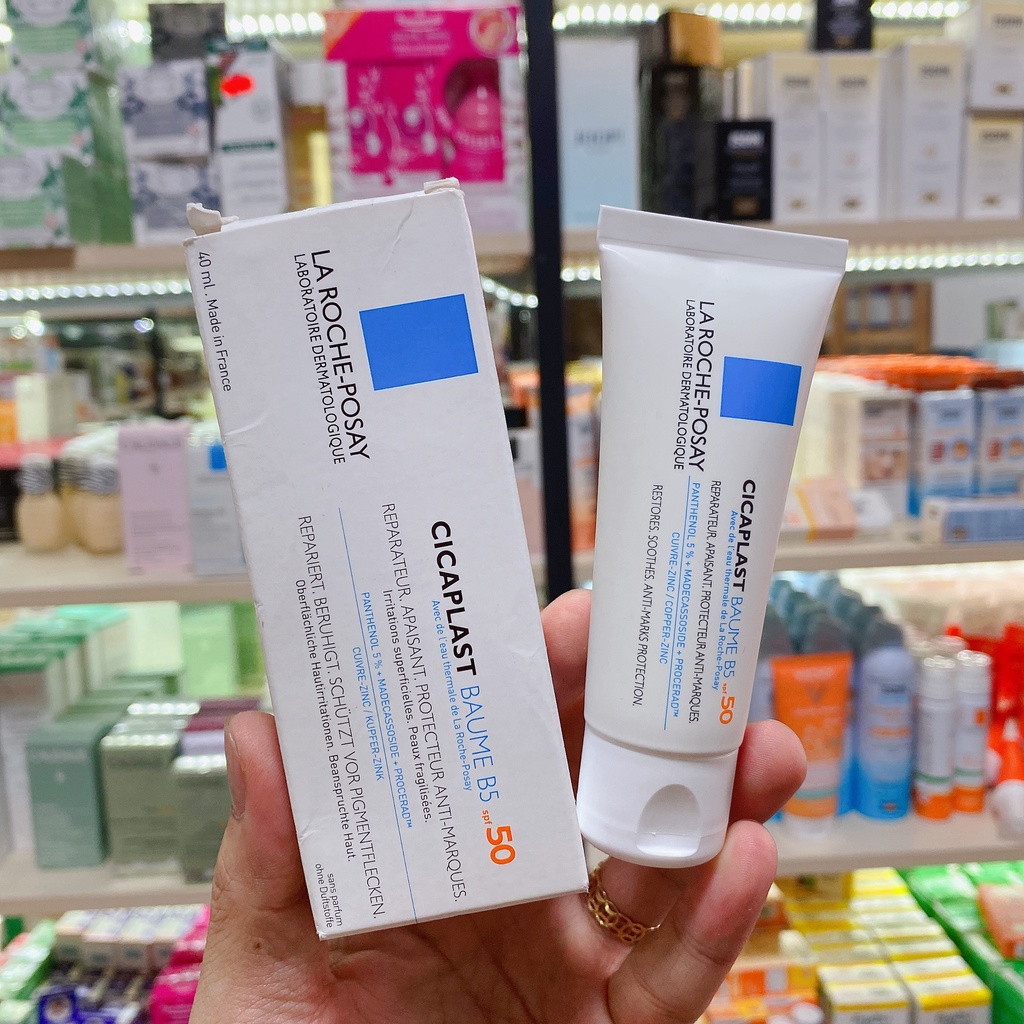 40 ml . Made in France
LA ROCHE-POSAY
LABORATOIRE DERMATOLOGIQUE
CICAPLAST BAUME B5 spf 50
Avec de l'eau thermale de La Roche-Posay
RÉPARATEUR. APAISANT. PROTECTEUR ANTI-MARQUES.
Irritations superficielles. Peaux fragilisées.
PANTHENOL 5 % + MADECASSOSIDE + PROCERAD™
CUIVRE-ZINC / KUPFER-ZINK
REPARIERT. BERUHIGT. SCHÜTZT VOR PIGMENTFLECKEN.
Oberflächliche Hautirritationen. Beanspruchte Haut.
sans parfum
ohne Duftstoffe
LA ROCHE-POSAY
LABORATOIRE DERMATOLOGIQUE
CICAPLAST BAUME B5 spf 50
Avec de l'eau thermale de La Roche-Posay
RÉPARATEUR. APAISANT. PROTECTEUR ANTI-MARQUES.
PANTHENOL 5 % + MADECASSOSIDE + PROCERAD™
CUIVRE-ZINC / COPPER-ZINC
RESTORES. SOOTHES. ANTI-MARKS PROTECTION.